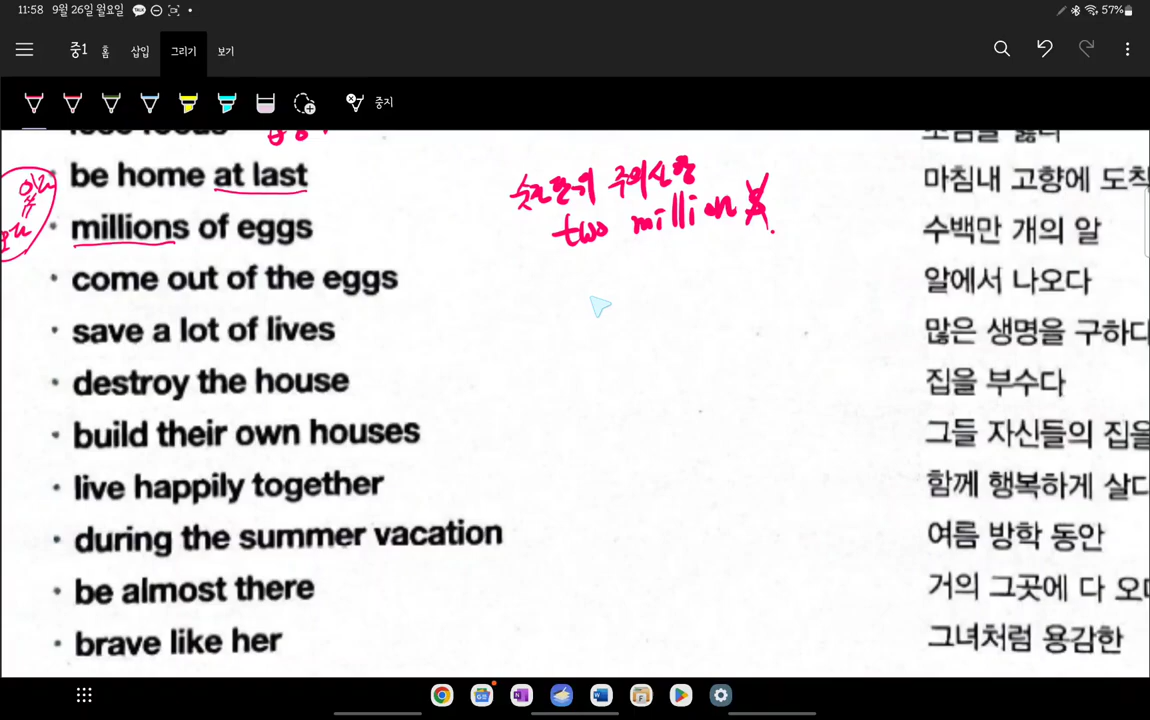 11:58 9월 26일 월요일 57%
중1 홈 삽입 그리기 보기
중지
lose focus
be home at last 마침내 고향에 도착
millions of eggs 수백만 개의 알
숫자단위 주의사항
two million
come out of the eggs 알에서 나오다
save a lot of lives 많은 생명을 구하다
destroy the house 집을 부수다
build their own houses 그들 자신들의 집을
live happily together 함께 행복하게 살다
during the summer vacation 여름 방학 동안
be almost there 거의 그곳에 다 오다
brave like her 그녀처럼 용감한